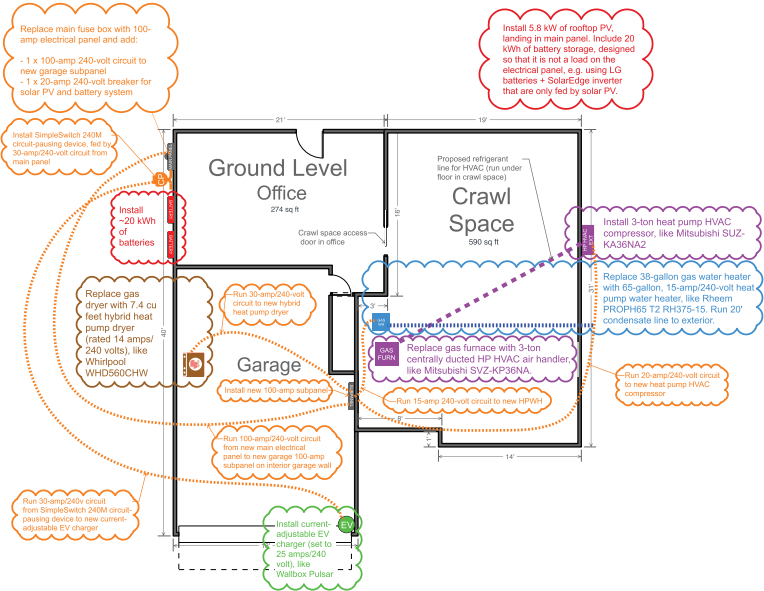 Replace main fuse box with 100-
amp electrical panel and add:
- 1 x 100-amp 240-volt circuit to
new garage subpanel
- 1 x 20-amp 240-volt breaker for
solar PV and battery system
Install 5.8 kW of rooftop PV,
landing in main panel. Include 20
kWh of battery storage, designed
so that it is not a load on the
electrical panel, e.g. using LG
batteries + SolarEdge inverter
that are only fed by solar PV.
21'
19'
Install SimpleSwitch 240M
circuit-pausing device, fed by
30-amp/240-volt circuit from
main panel
CP
Ground Level
Office
274 sq ft
Proposed refrigerant
line for HVAC (run under
floor in crawl space)
Crawl
Space
590 sq ft
16'
Crawl space access
door in office
Install
~20 kWh
of
batteries
HP HVAC
EXT
Install 3-ton heat pump HVAC
compressor, like Mitsubishi SUZ-
KA36NA2
31'
40'
3'
Replace 38-gallon gas water heater
with 65-gallon, 15-amp/240-volt heat
pump water heater, like Rheem
PROPH65 T2 RH375-15. Run 20'
condensate line to exterior.
Replace gas
dryer with 7.4 cu
feet hybrid heat
pump dryer
(rated 14 amps/
240 volts), like
Whirlpool
WHD560CHW
Run 30-amp/240-volt
circuit to new hybrid
heat pump dryer
GAS
FURN
Replace gas furnace with 3-ton
centrally ducted HP HVAC air handler,
like Mitsubishi SVZ-KP36NA.
Garage
Install new 100-amp subpanel
Run 15-amp 240-volt circuit to new HPWH
Run 20-amp/240-volt circuit
to new heat pump HVAC
compressor
8'
1'
14'
Run 100-amp/240-volt circuit
from new main electrical
panel to new garage 100-amp
subpanel on interior garage wall
Run 30-amp/240v circuit
from SimpleSwitch 240M circuit-
pausing device to new current-
adjustable EV charger
EV
Install current-
adjustable EV
charger (set to
25 amps/240
volt), like
Wallbox Pulsar